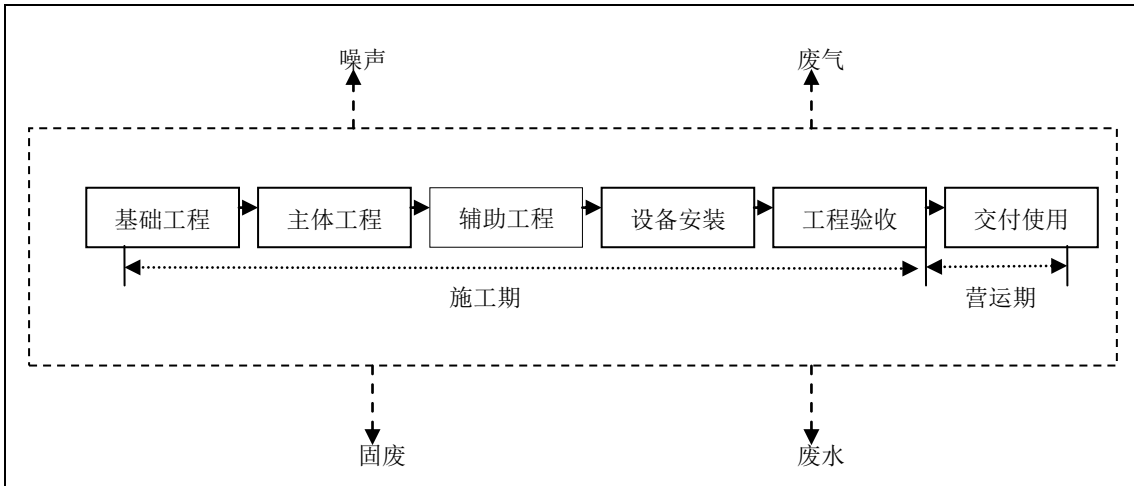 噪声 废气
基础工程 主体工程 辅助工程 设备安装 工程验收 交付使用
施工期 营运期
固废 废水